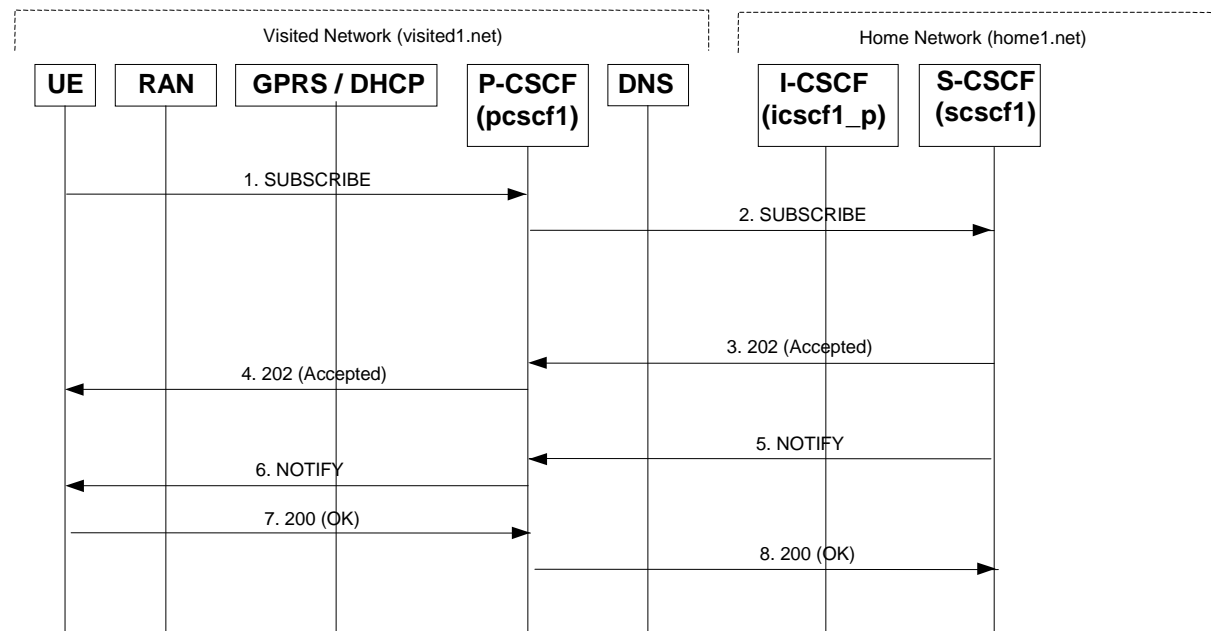 Visited Network (visited1.net)
Home Network (home1.net)
UE
RAN
GPRS / DHCP
P-CSCF
(pcscf1)
DNS
I-CSCF
(icscf1_p)
S-CSCF
(scscf1)
1. SUBSCRIBE
2. SUBSCRIBE
3. 202 (Accepted)
4. 202 (Accepted)
5. NOTIFY
6. NOTIFY
7. 200 (OK)
8. 200 (OK)